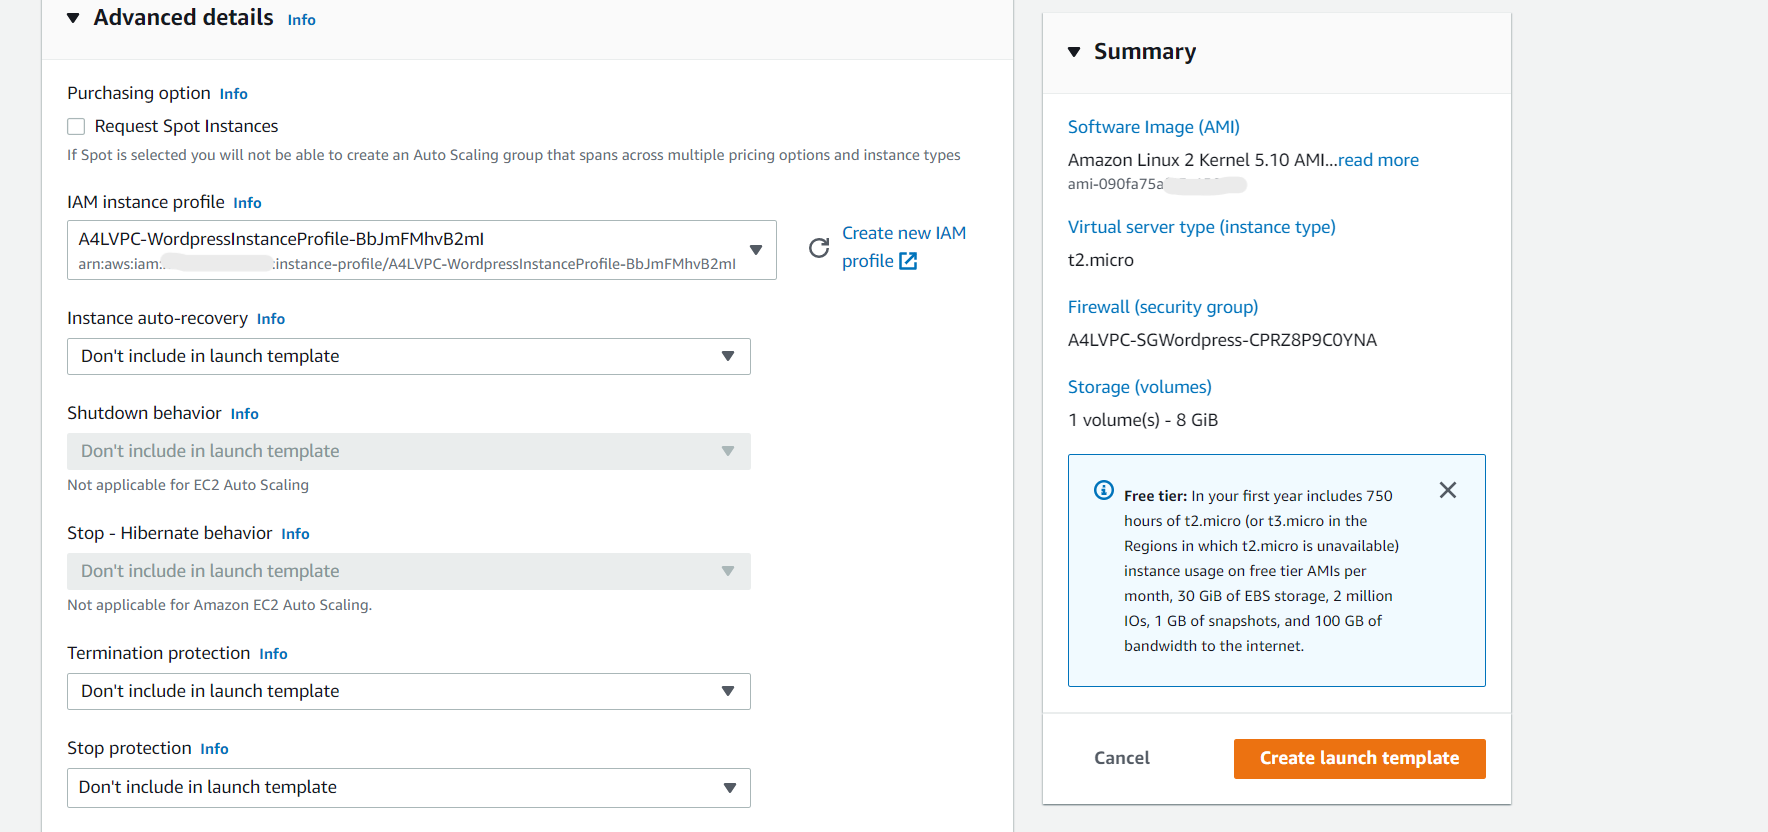 Advanced details Info
Purchasing option Info
Request Spot Instances
If Spot is selected you will not be able to create an Auto Scaling group that spans across multiple pricing options and instance types
IAM instance profile Info
A4LVPC-WordpressInstanceProfile-BbJmFMhvB2mI
arn:aws:iam: :instance-profile/A4LVPC-WordpressInstanceProfile-BbJmFMhvB2mI
Create new IAM
profile
Instance auto-recovery Info
Don't include in launch template
Shutdown behavior Info
Don't include in launch template
Not applicable for EC2 Auto Scaling
Stop - Hibernate behavior Info
Don't include in launch template
Not applicable for Amazon EC2 Auto Scaling.
Termination protection Info
Don't include in launch template
Stop protection Info
Don't include in launch template
Summary
Software Image (AMI)
Amazon Linux 2 Kernel 5.10 AMI...read more
ami-090fa75a
Virtual server type (instance type)
t2.micro
Firewall (security group)
A4LVPC-SGWordpress-CPRZ8P9C0YNA
Storage (volumes)
1 volume(s) - 8 GiB
Free tier: In your first year includes 750
hours of t2.micro (or t3.micro in the
Regions in which t2.micro is unavailable)
instance usage on free tier AMIs per
month, 30 GiB of EBS storage, 2 million
IOs, 1 GB of snapshots, and 100 GB of
bandwidth to the internet.
Cancel
Create launch template